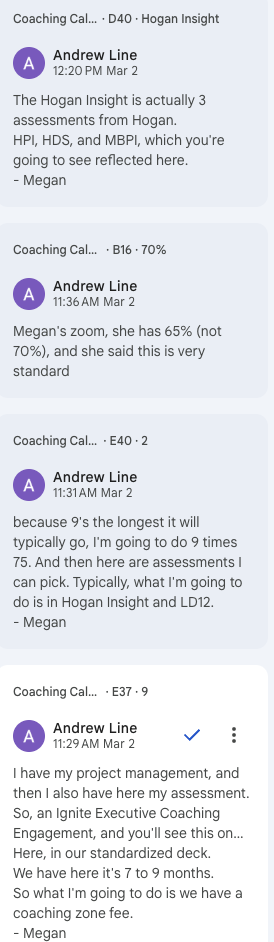 Coaching Cal... · D40 · Hogan Insight
A
Andrew Line
12:20 PM Mar 2
The Hogan Insight is actually 3
assessments from Hogan.
HPI, HDS, and MBPI, which you're
going to see reflected here.
- Megan
Coaching Cal... · B16 · 70%
A
Andrew Line
11:36 AM Mar 2
Megan's zoom, she has 65% (not
70%), and she said this is very
standard
Coaching Cal... · E40 · 2
A
Andrew Line
11:31 AM Mar 2
because 9's the longest it will
typically go, I'm going to do 9 times
75. And then here are assessments I
can pick. Typically, what I'm going to
do is in Hogan Insight and LD12.
- Megan
Coaching Cal... · E37 · 9
A
Andrew Line
11:29 AM Mar 2
I have my project management, and
then I also have here my assessment.
So, an Ignite Executive Coaching
Engagement, and you'll see this on...
Here, in our standardized deck.
We have here it's 7 to 9 months.
So what I'm going to do is we have a
coaching zone fee.
- Megan